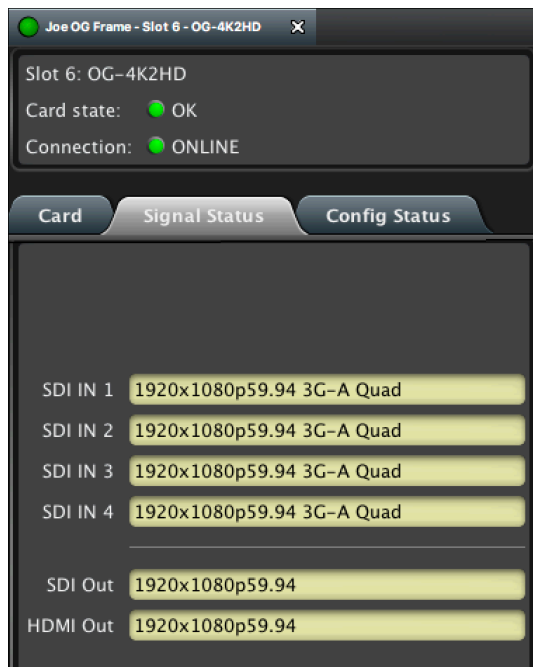 Joe OG Frame - Slot 6 - OG-4K2HD X
Slot 6: OG-4K2HD
Card state: OK
Connection: ONLINE
Card Signal Status Config Status
SDI IN 1 1920x1080p59.94 3G-A Quad
SDI IN 2 1920x1080p59.94 3G-A Quad
SDI IN 3 1920x1080p59.94 3G-A Quad
SDI IN 4 1920x1080p59.94 3G-A Quad
SDI Out 1920x1080p59.94
HDMI Out 1920x1080p59.94